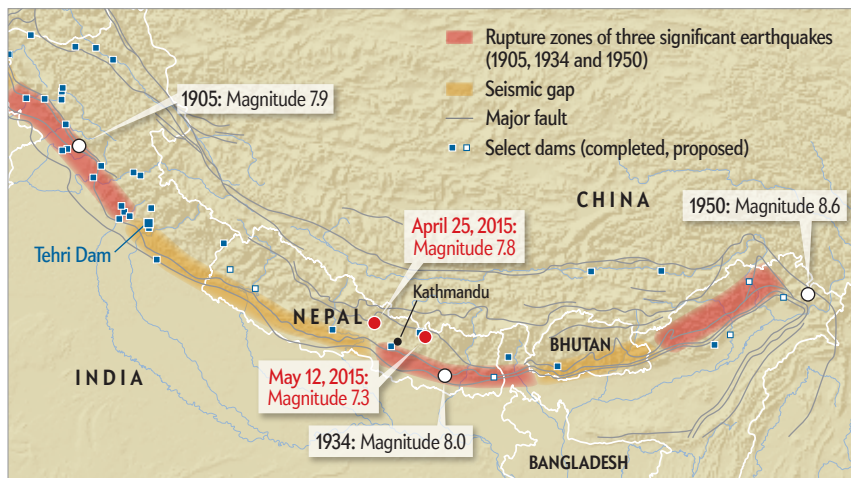 Rupture zones of three significant earthquakes
(1905, 1934 and 1950)
Seismic gap
Major fault
Select dams (completed, proposed)
1905: Magnitude 7.9
CHINA
1950: Magnitude 8.6
April 25, 2015:
Magnitude 7.8
Tehri Dam
Kathmandu
NEPAL
BHUTAN
INDIA
May 12, 2015:
Magnitude 7.3
1934: Magnitude 8.0
BANGLADESH